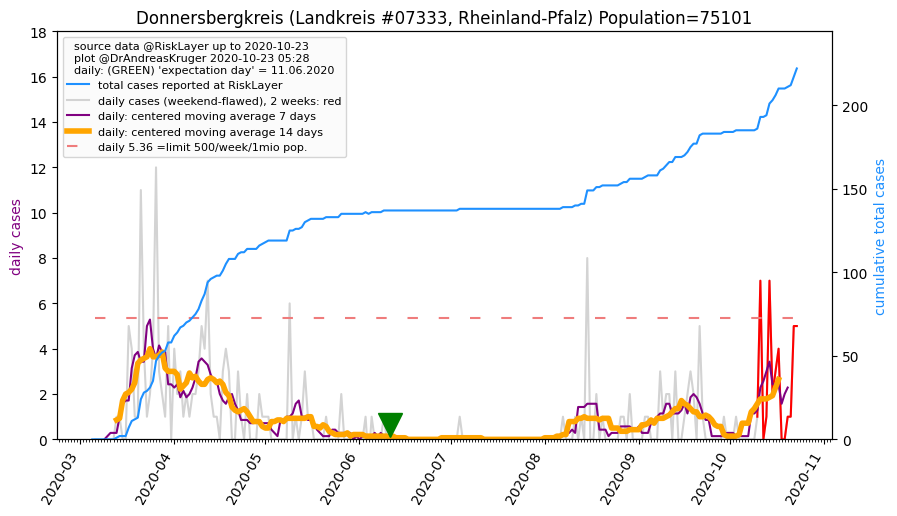 Donnersbergkreis (Landkreis #07333, Rheinland-Pfalz) Population=75101
source data @RiskLayer up to 2020-10-23
plot @DrAndreasKruger 2020-10-23 05:28
daily: (GREEN) 'expectation day' = 11.06.2020
total cases reported at RiskLayer
daily cases (weekend-flawed), 2 weeks: red
daily: centered moving average 7 days
daily: centered moving average 14 days
daily 5.36 =limit 500/week/1mio pop.
daily cases
18
16
14
12
10
8
6
4
2
0
cumulative total cases
200
150
100
50
0
2020-03
2020-04
2020-05
2020-06
2020-07
2020-08
2020-09
2020-10
2020-11